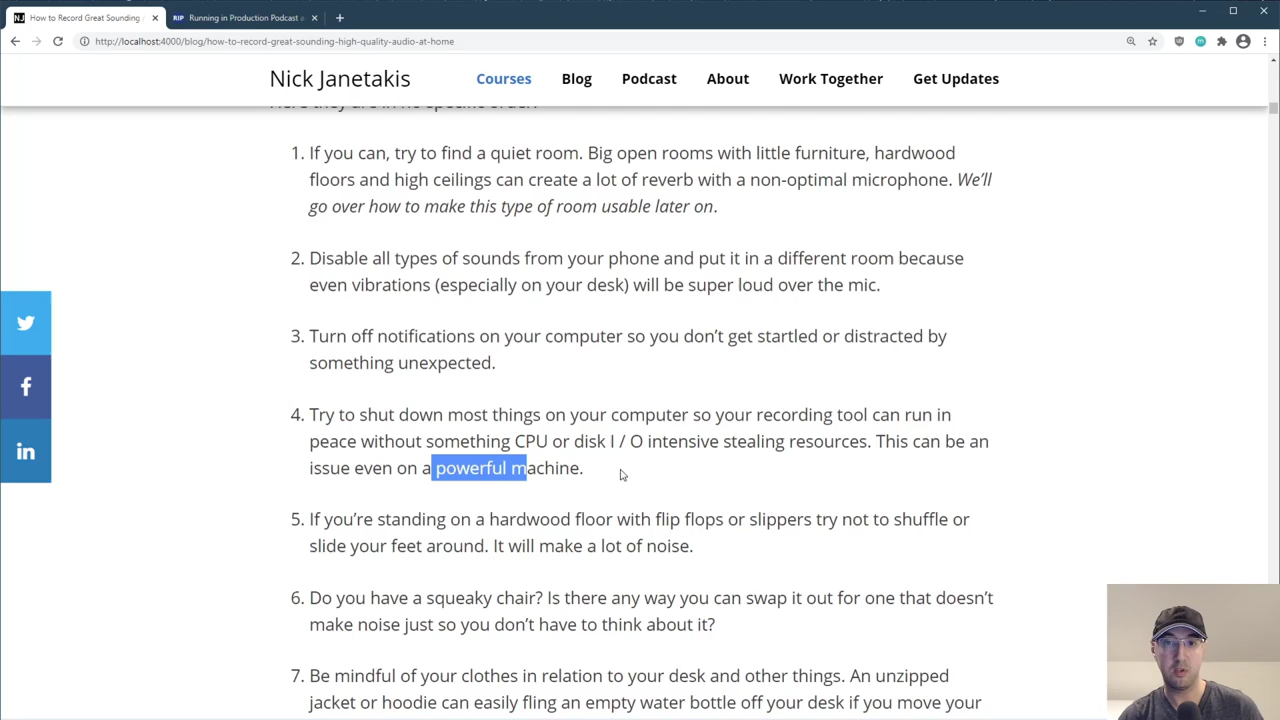 How to Record Great Sounding
Running in Production Podcast
http://localhost:4000/blog/how-to-record-great-sounding-high-quality-audio-at-home
Nick Janetakis
Courses
Blog
Podcast
About
Work Together
Get Updates
Here they are in no specific order:
1. If you can, try to find a quiet room. Big open rooms with little furniture, hardwood
floors and high ceilings can create a lot of reverb with a non-optimal microphone. We’ll
go over how to make this type of room usable later on.
2. Disable all types of sounds from your phone and put it in a different room because
even vibrations (especially on your desk) will be super loud over the mic.
3. Turn off notifications on your computer so you don’t get startled or distracted by
something unexpected.
4. Try to shut down most things on your computer so your recording tool can run in
peace without something CPU or disk I / O intensive stealing resources. This can be an
issue even on a powerful machine.
5. If you’re standing on a hardwood floor with flip flops or slippers try not to shuffle or
slide your feet around. It will make a lot of noise.
6. Do you have a squeaky chair? Is there any way you can swap it out for one that doesn’t
make noise just so you don’t have to think about it?
7. Be mindful of your clothes in relation to your desk and other things. An unzipped
jacket or hoodie can easily fling an empty water bottle off your desk if you move your